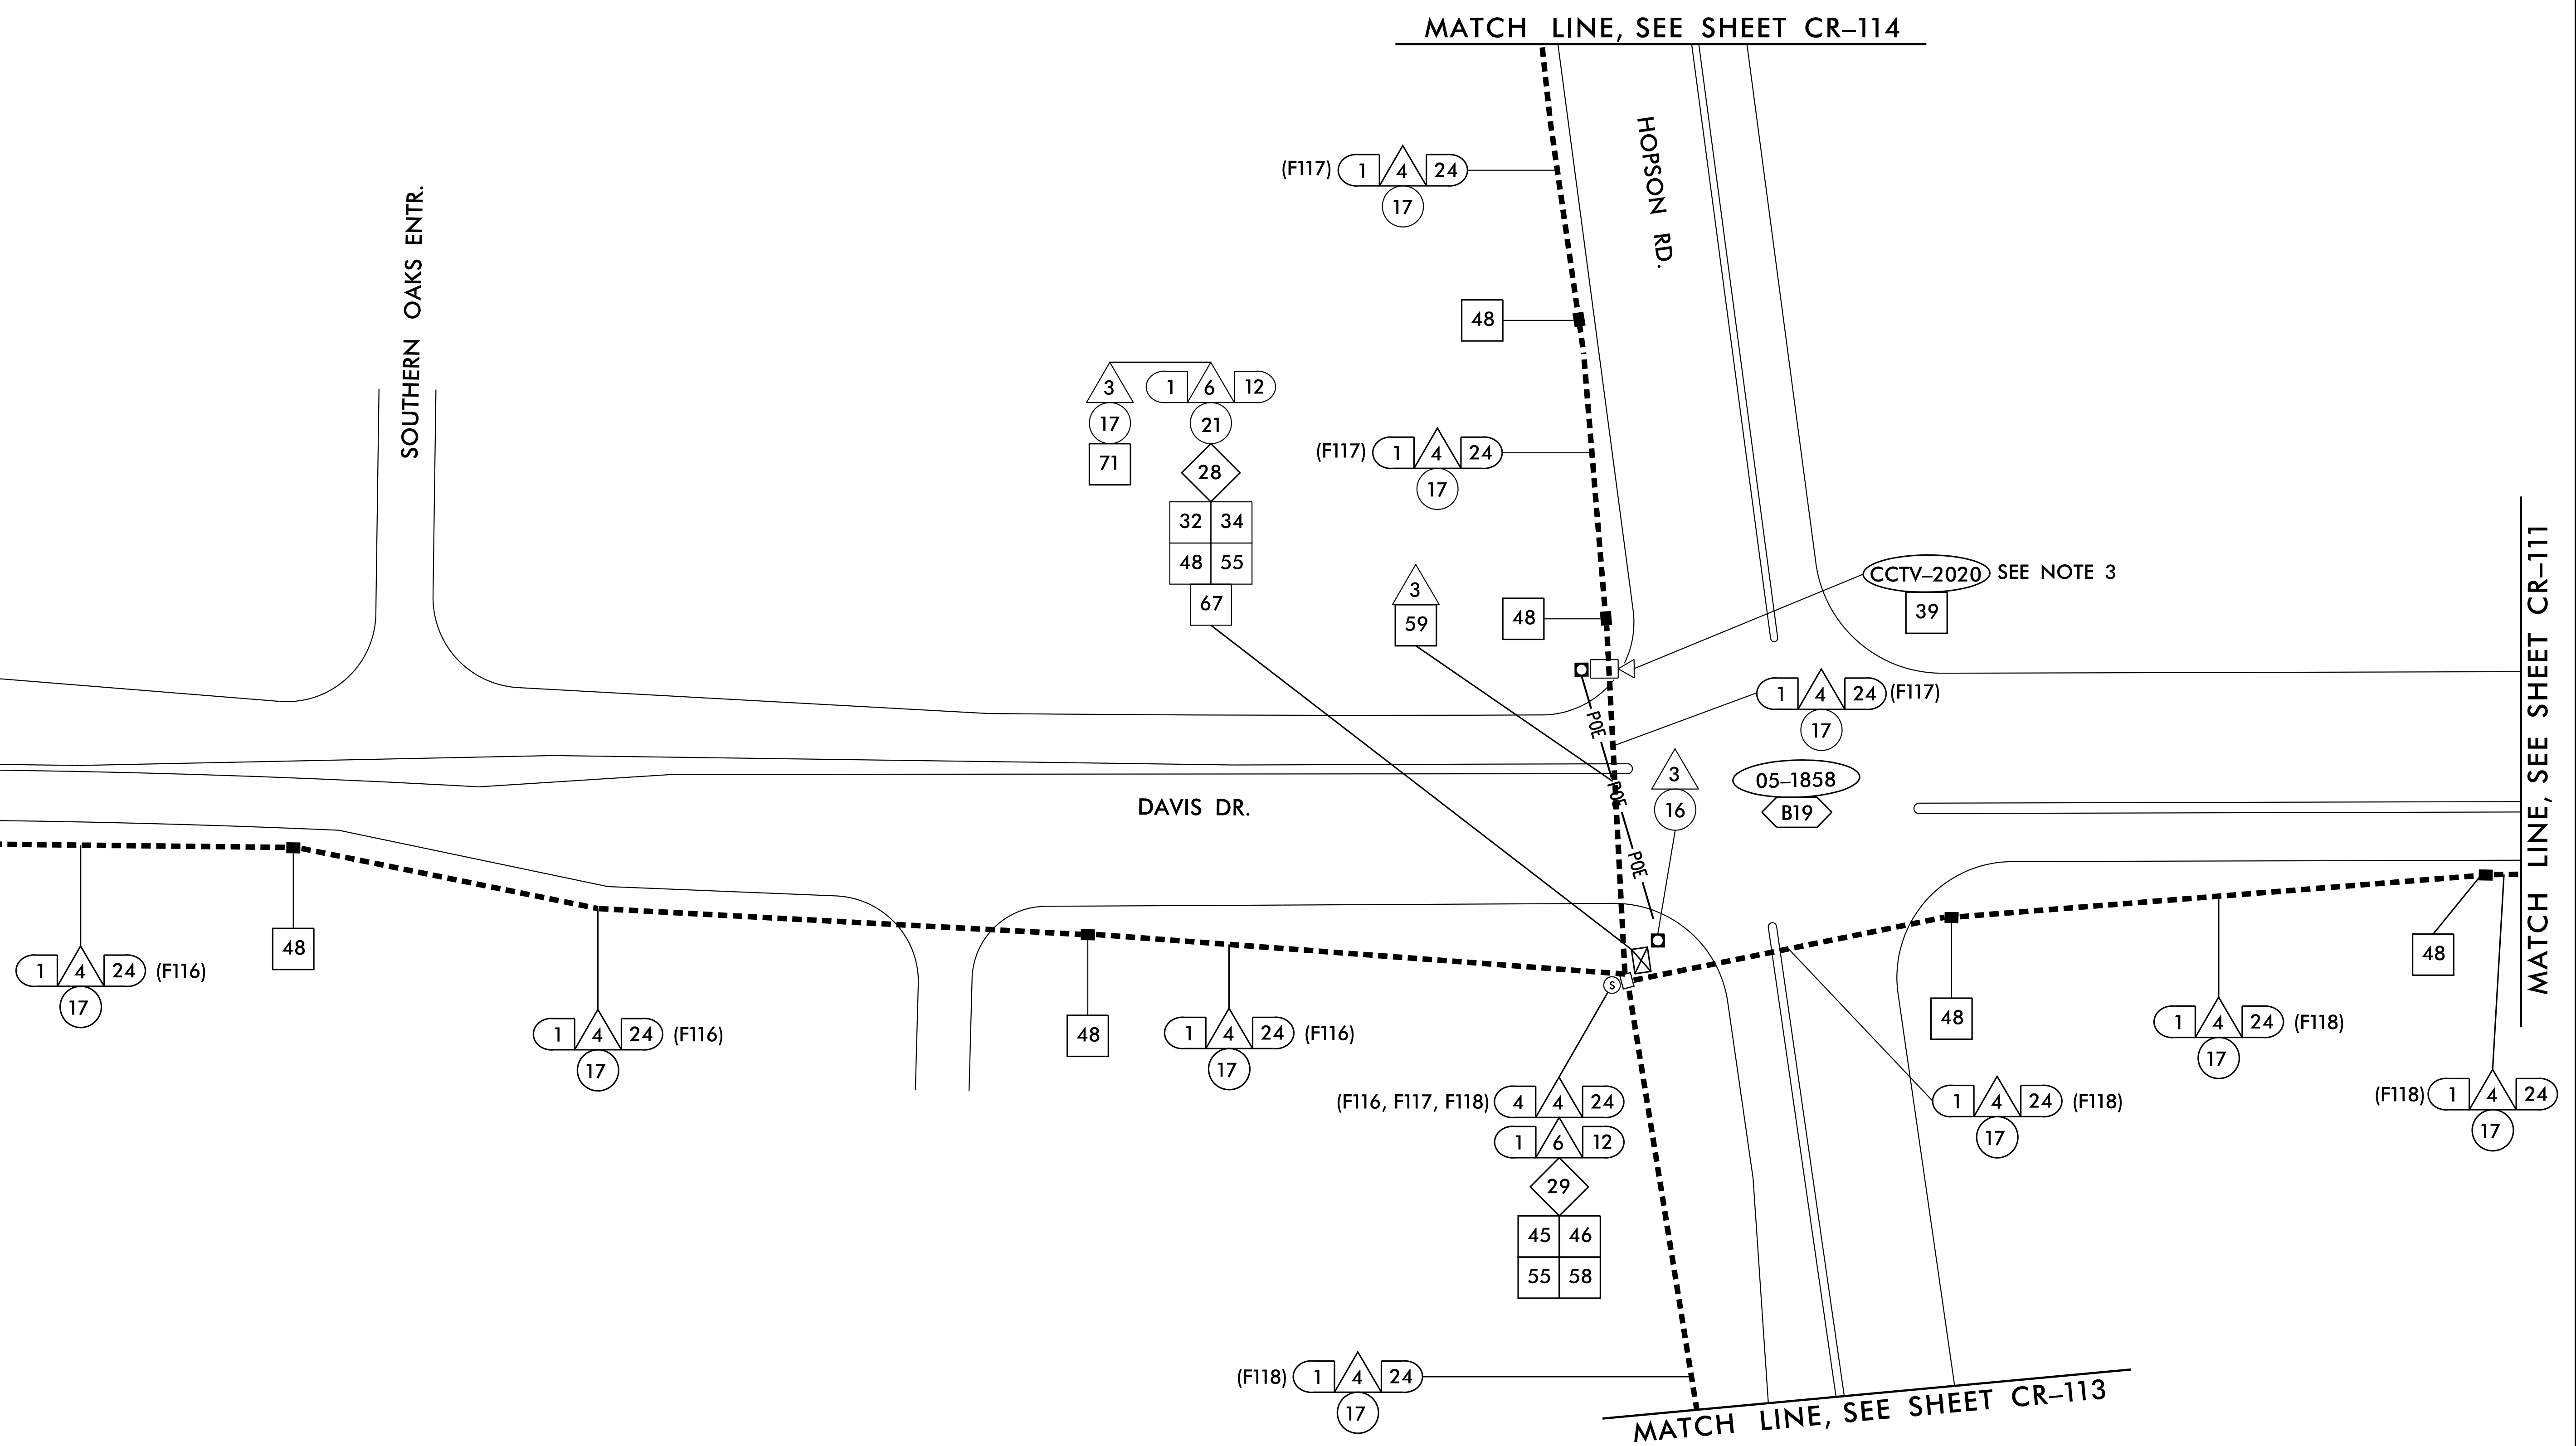 MATCH LINE, SEE SHEET CR–114
HOPSON RD.
(F117) 1 4 24
17
SOUTHERN OAKS ENTR.
48
3 1 6 12
17 21
71 28
32 34
48 55
67
(F117) 1 4 24
17
3
59
48
CCTV–2020 SEE NOTE 3
39
MATCH LINE, SEE SHEET CR–111
1 4 24 (F117)
17
POE
POE
POE
3
16
05–1858
B19
DAVIS DR.
1 4 24 (F116)
17
48
1 4 24 (F116)
17
48
1 4 24 (F116)
17
S
(F116, F117, F118) 4 4 24
1 6 12
29
45 46
55 58
48
1 4 24 (F118)
17
1 4 24 (F118)
17
48
(F118) 1 4 24
17
(F118) 1 4 24
17
MATCH LINE, SEE SHEET CR–113